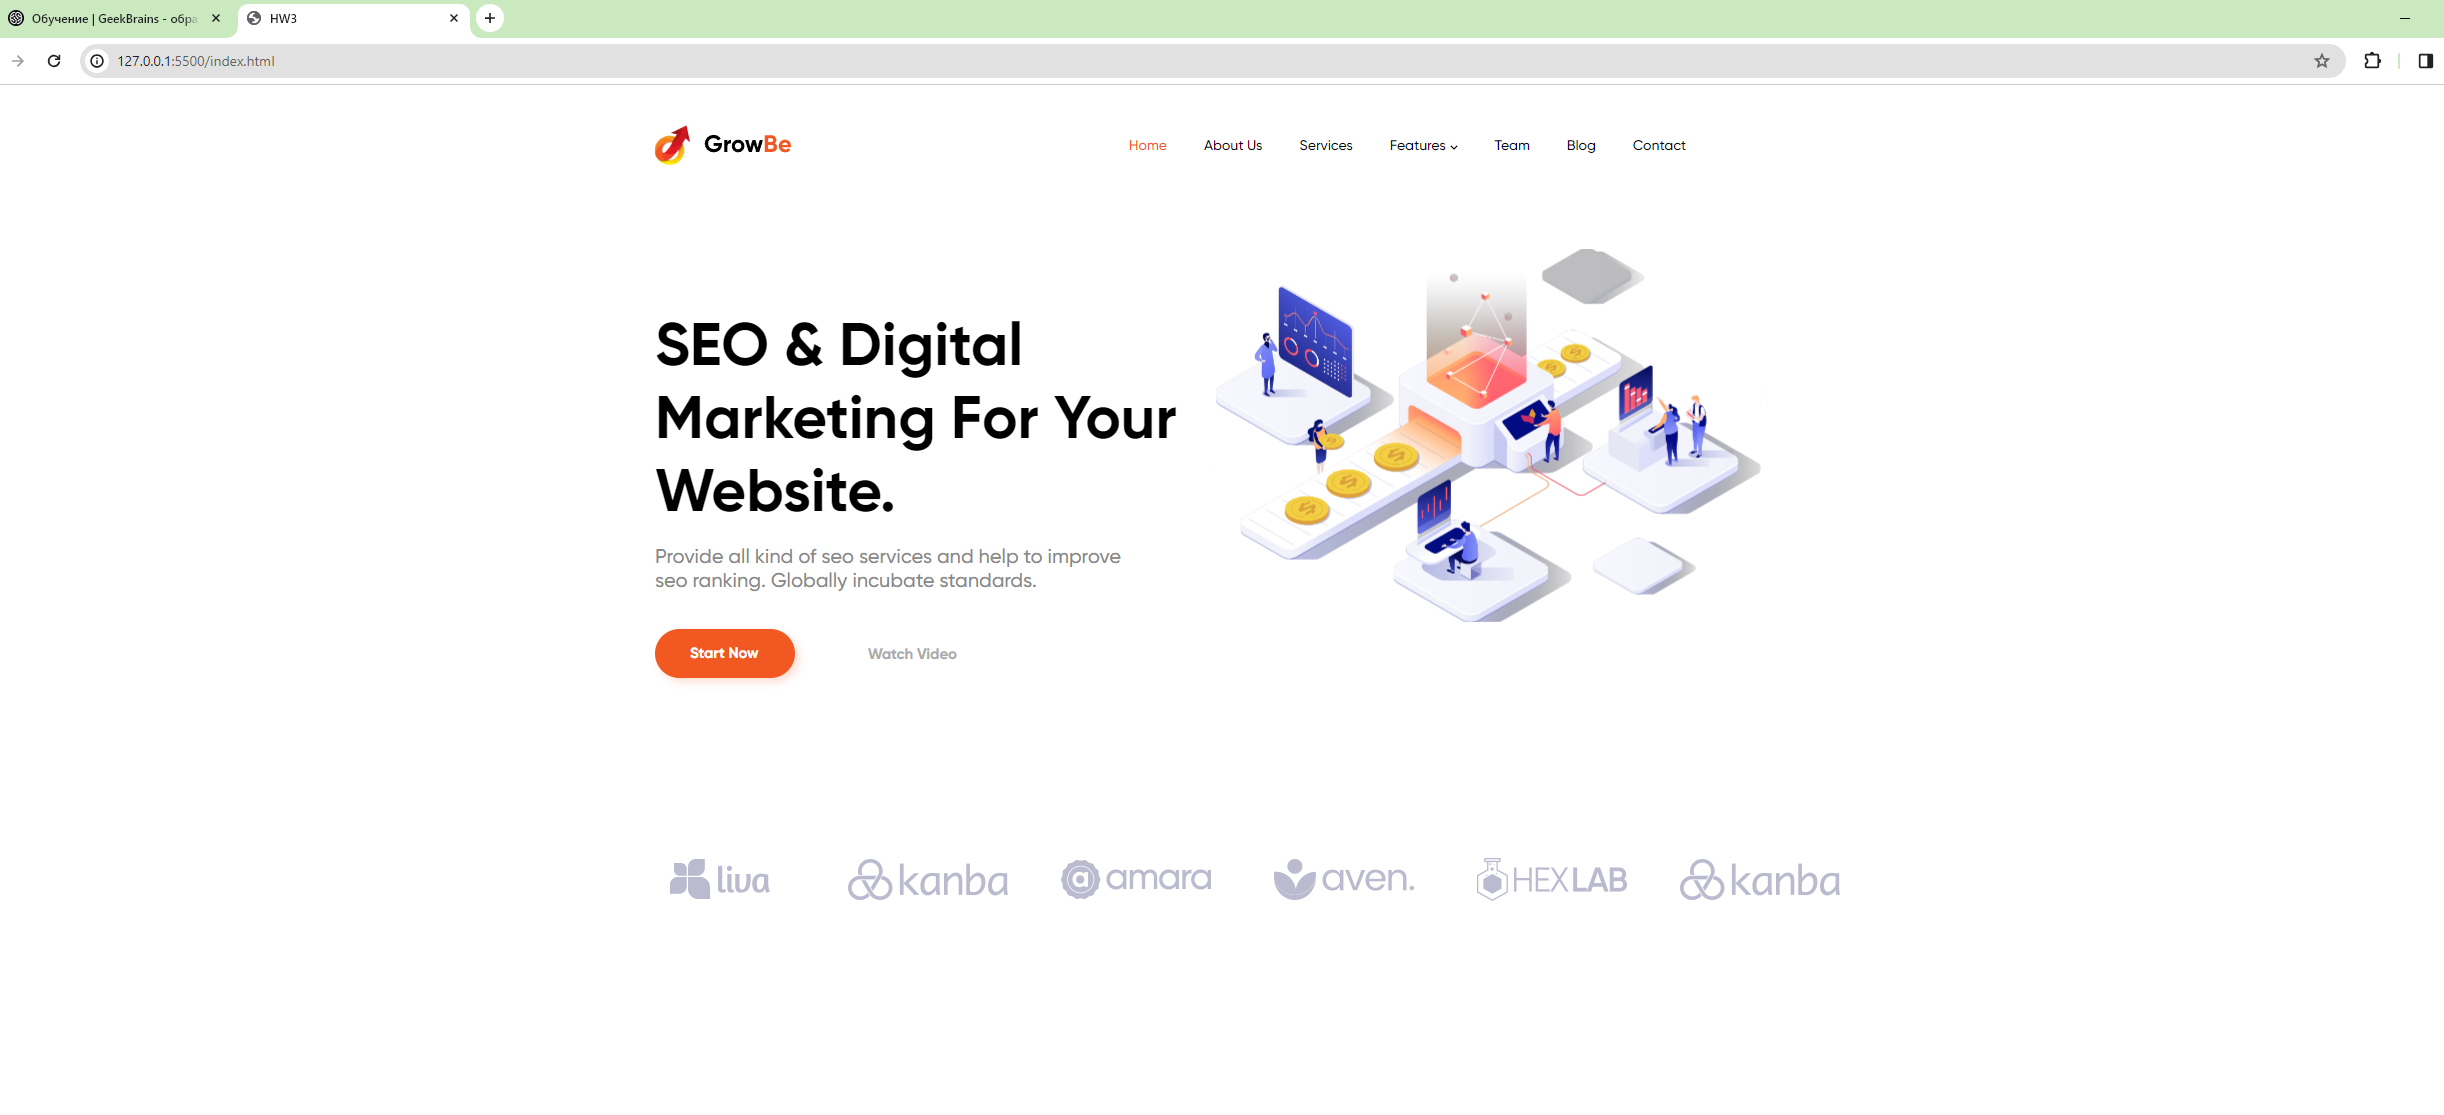 Обучение | GeekBrains - обра
HW3
127.0.0.1:5500/index.html
GrowBe
Home
About Us
Services
Features
Team
Blog
Contact
SEO & Digital
Marketing For Your
Website.
Provide all kind of seo services and help to improve
seo ranking. Globally incubate standards.
Start Now
Watch Video
liva
kanba
amara
aven.
HEXLAB
kanba